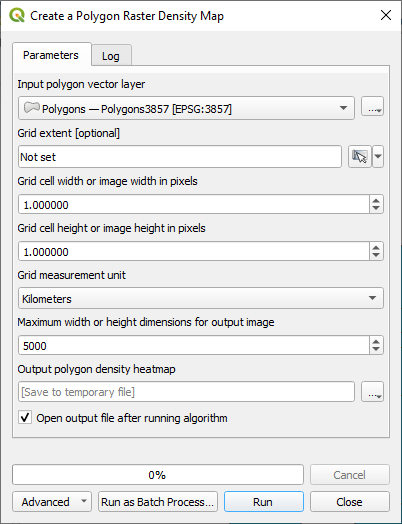 Create a Polygon Raster Density Map
Parameters
Log
Input polygon vector layer
Polygons — Polygons3857 [EPSG:3857]
...
Grid extent [optional]
Not set
Grid cell width or image width in pixels
1.000000
Grid cell height or image height in pixels
1.000000
Grid measurement unit
Kilometers
Maximum width or height dimensions for output image
5000
Output polygon density heatmap
[Save to temporary file]
...
Open output file after running algorithm
0%
Cancel
Advanced
Run as Batch Process...
Run
Close